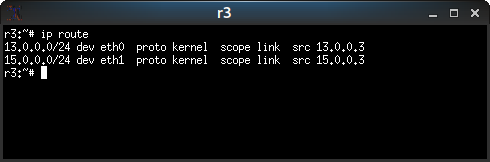 r3
r3:~# ip route
13.0.0.0/24 dev eth0  proto kernel  scope link  src 13.0.0.3
15.0.0.0/24 dev eth1  proto kernel  scope link  src 15.0.0.3
r3:~#